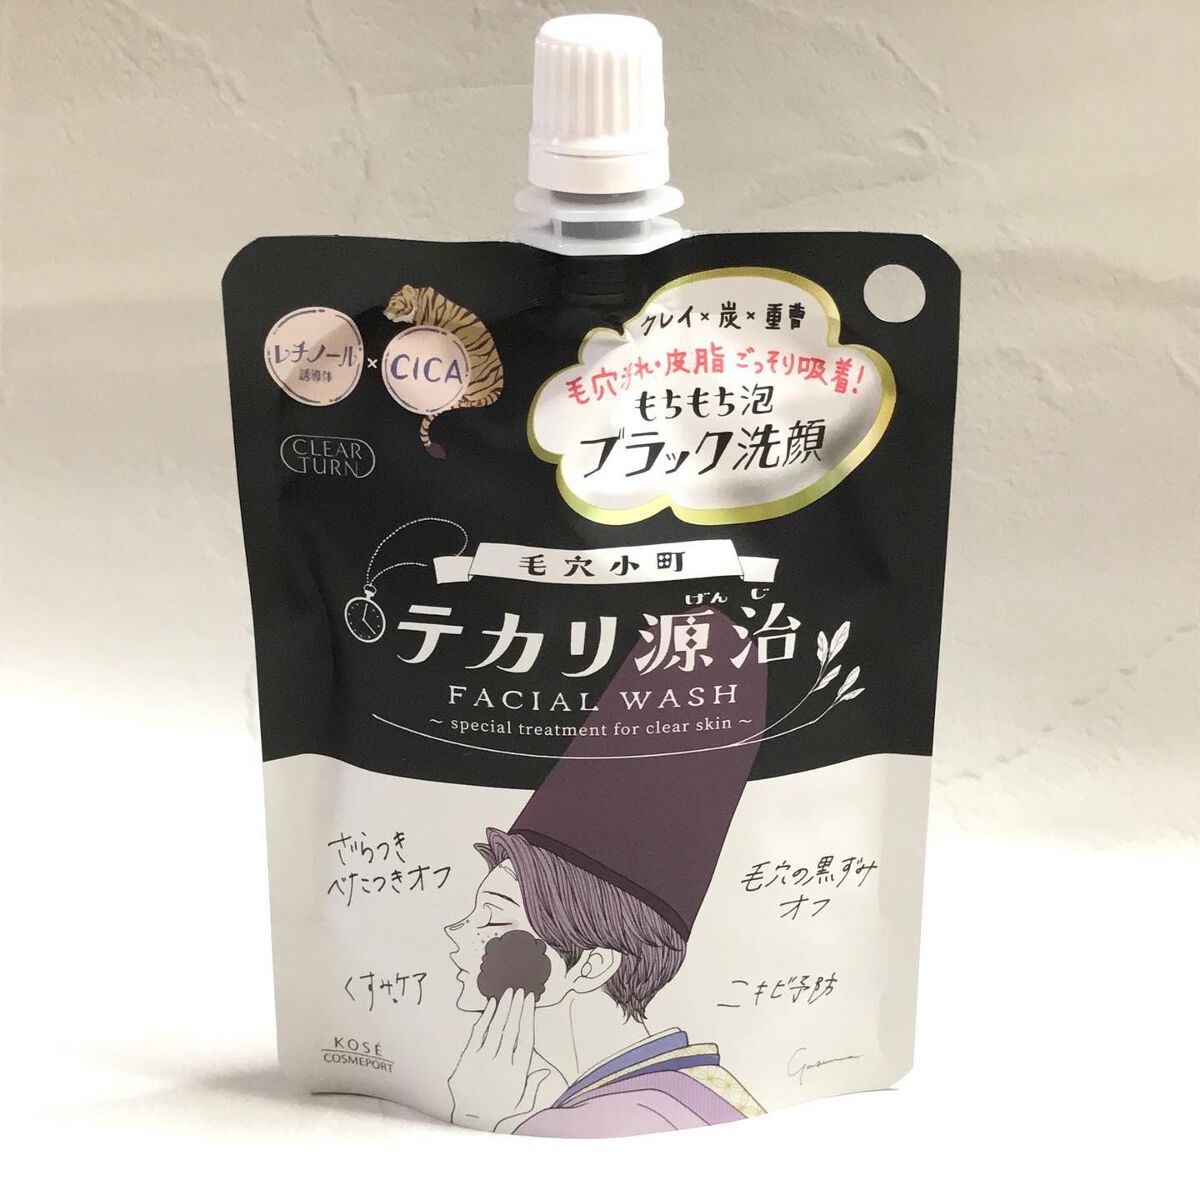 クレイ×炭×重曹
毛穴汚れ・皮脂ごっそり吸着!
もちもち泡
ブラック洗顔
レチノール
誘導体
×
CICA
CLEAR
TURN
毛穴小町
げんじ
テカリ源治
FACIAL WASH
~ special treatment for clear skin ~
ざらつき
べたつきオフ
毛穴の黒ずみ
オフ
くすみケア
ニキビ予防
KOSÉ
COSMEPORT